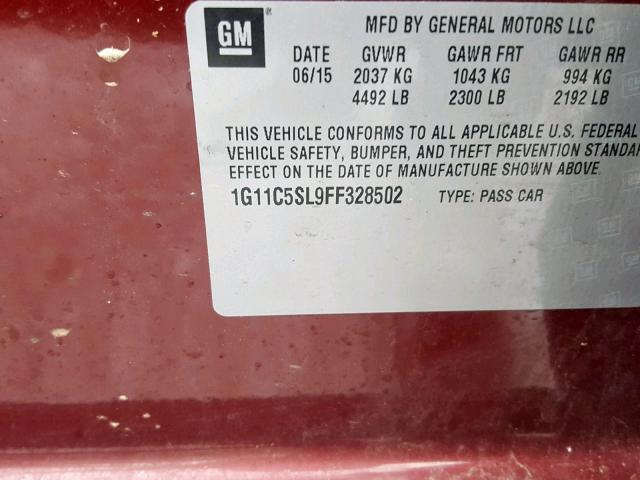 GM
MFD BY GENERAL MOTORS LLC
DATE GVWR GAWR FRT GAWR RR
06/15 2037 KG 1043 KG 994 KG
4492 LB 2300 LB 2192 LB
THIS VEHICLE CONFORMS TO ALL APPLICABLE U.S. FEDERAL
VEHICLE SAFETY, BUMPER, AND THEFT PREVENTION STANDA
EFFECT ON THE DATE OF MANUFACTURE SHOWN ABOVE.
1G11C5SL9FF328502 TYPE: PASS CAR